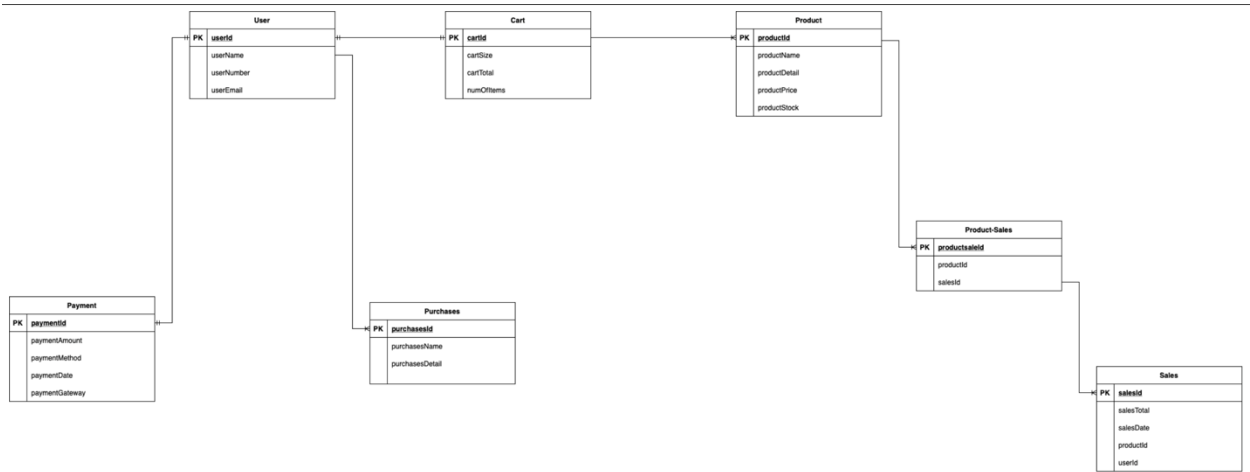 User
PK userId
userName
userNumber
userEmail
Cart
PK cartId
cartSize
cartTotal
numOfItems
Product
PK productId
productName
productDetail
productPrice
productStock
Product-Sales
PK productsaleId
productId
salesId
Payment
PK paymentId
paymentAmount
paymentMethod
paymentDate
paymentGateway
Purchases
PK purchasesId
purchasesName
purchasesDetail
Sales
PK salesId
salesTotal
salesDate
productId
userId